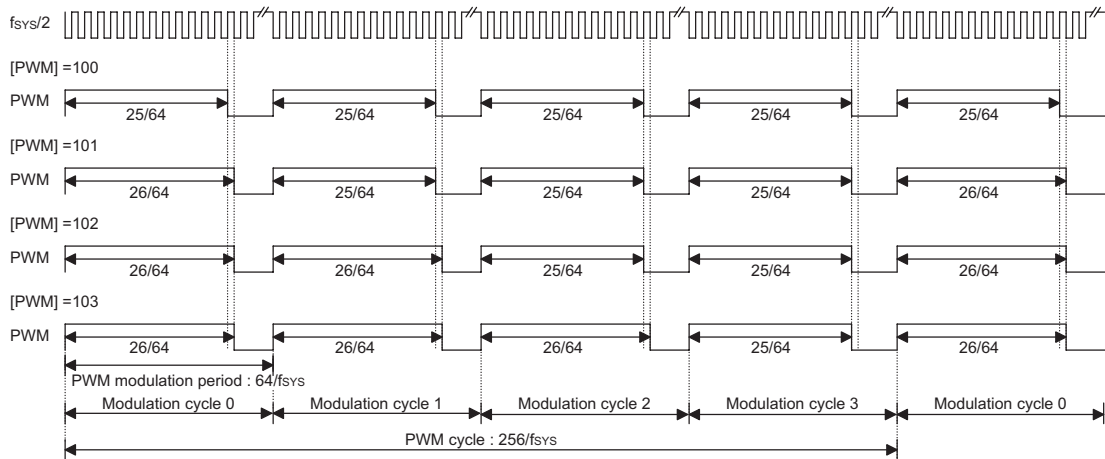 fSYS/2
[PWM] =100
PWM
25/64 25/64 25/64 25/64 25/64
[PWM] =101
PWM
26/64 25/64 25/64 25/64 26/64
[PWM] =102
PWM
26/64 26/64 25/64 25/64 26/64
[PWM] =103
PWM
26/64 26/64 26/64 25/64 26/64
PWM modulation period : 64/fSYS
Modulation cycle 0 Modulation cycle 1 Modulation cycle 2 Modulation cycle 3 Modulation cycle 0
PWM cycle : 256/fSYS